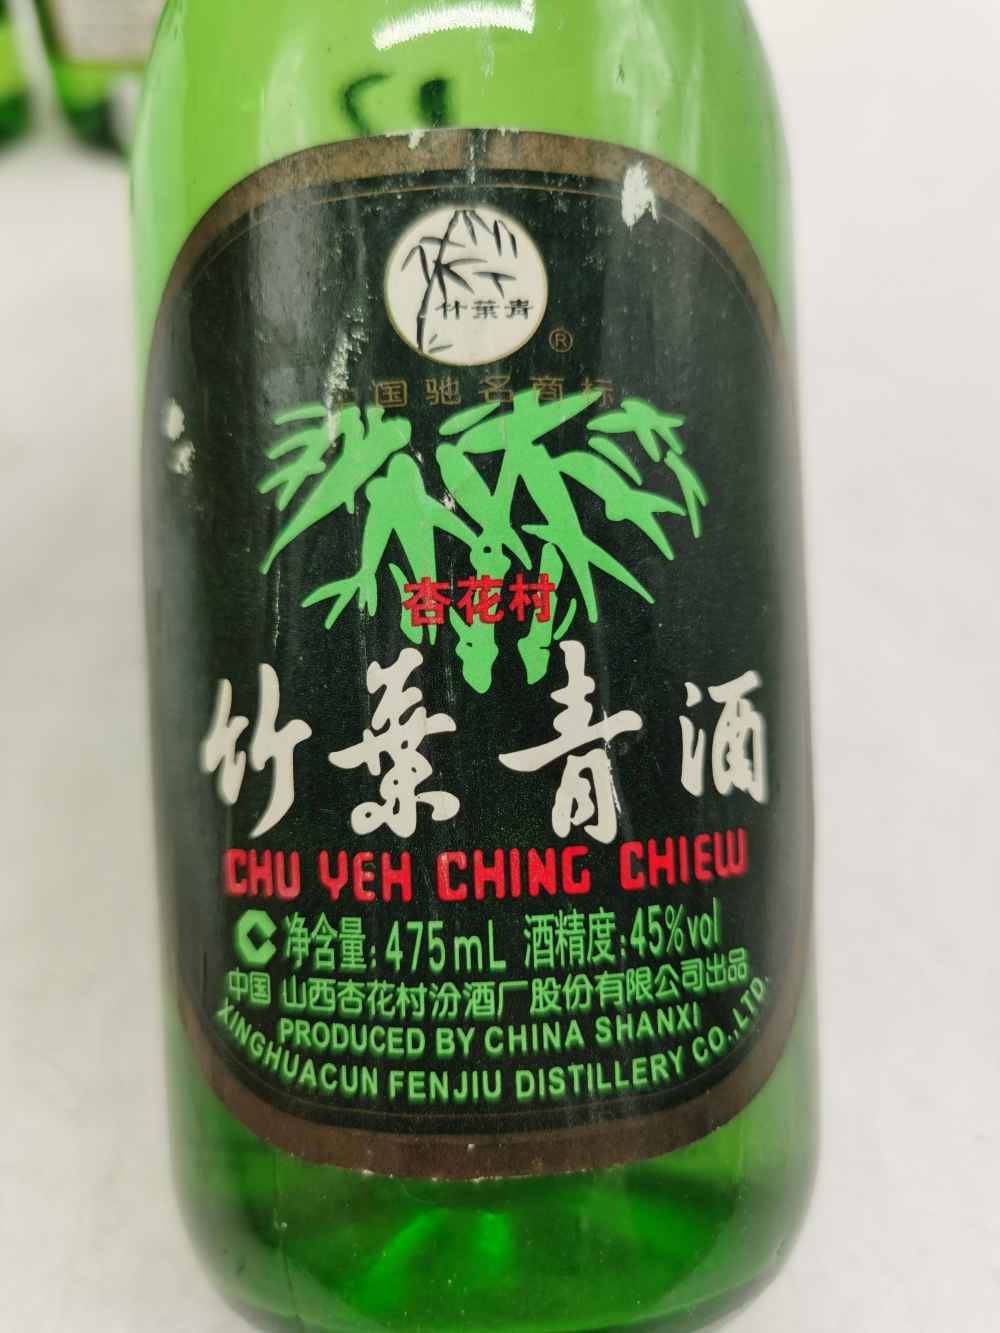 竹葉青
®
中国驰名商标
杏花村
竹葉青酒
CHU YEH CHING CHIEW
净含量:475mL 酒精度:45%vol
中国 山西杏花村汾酒厂股份有限公司出品
PRODUCED BY CHINA SHANXI
XINGHUACUN FENJIU DISTILLERY CO.,LTD.